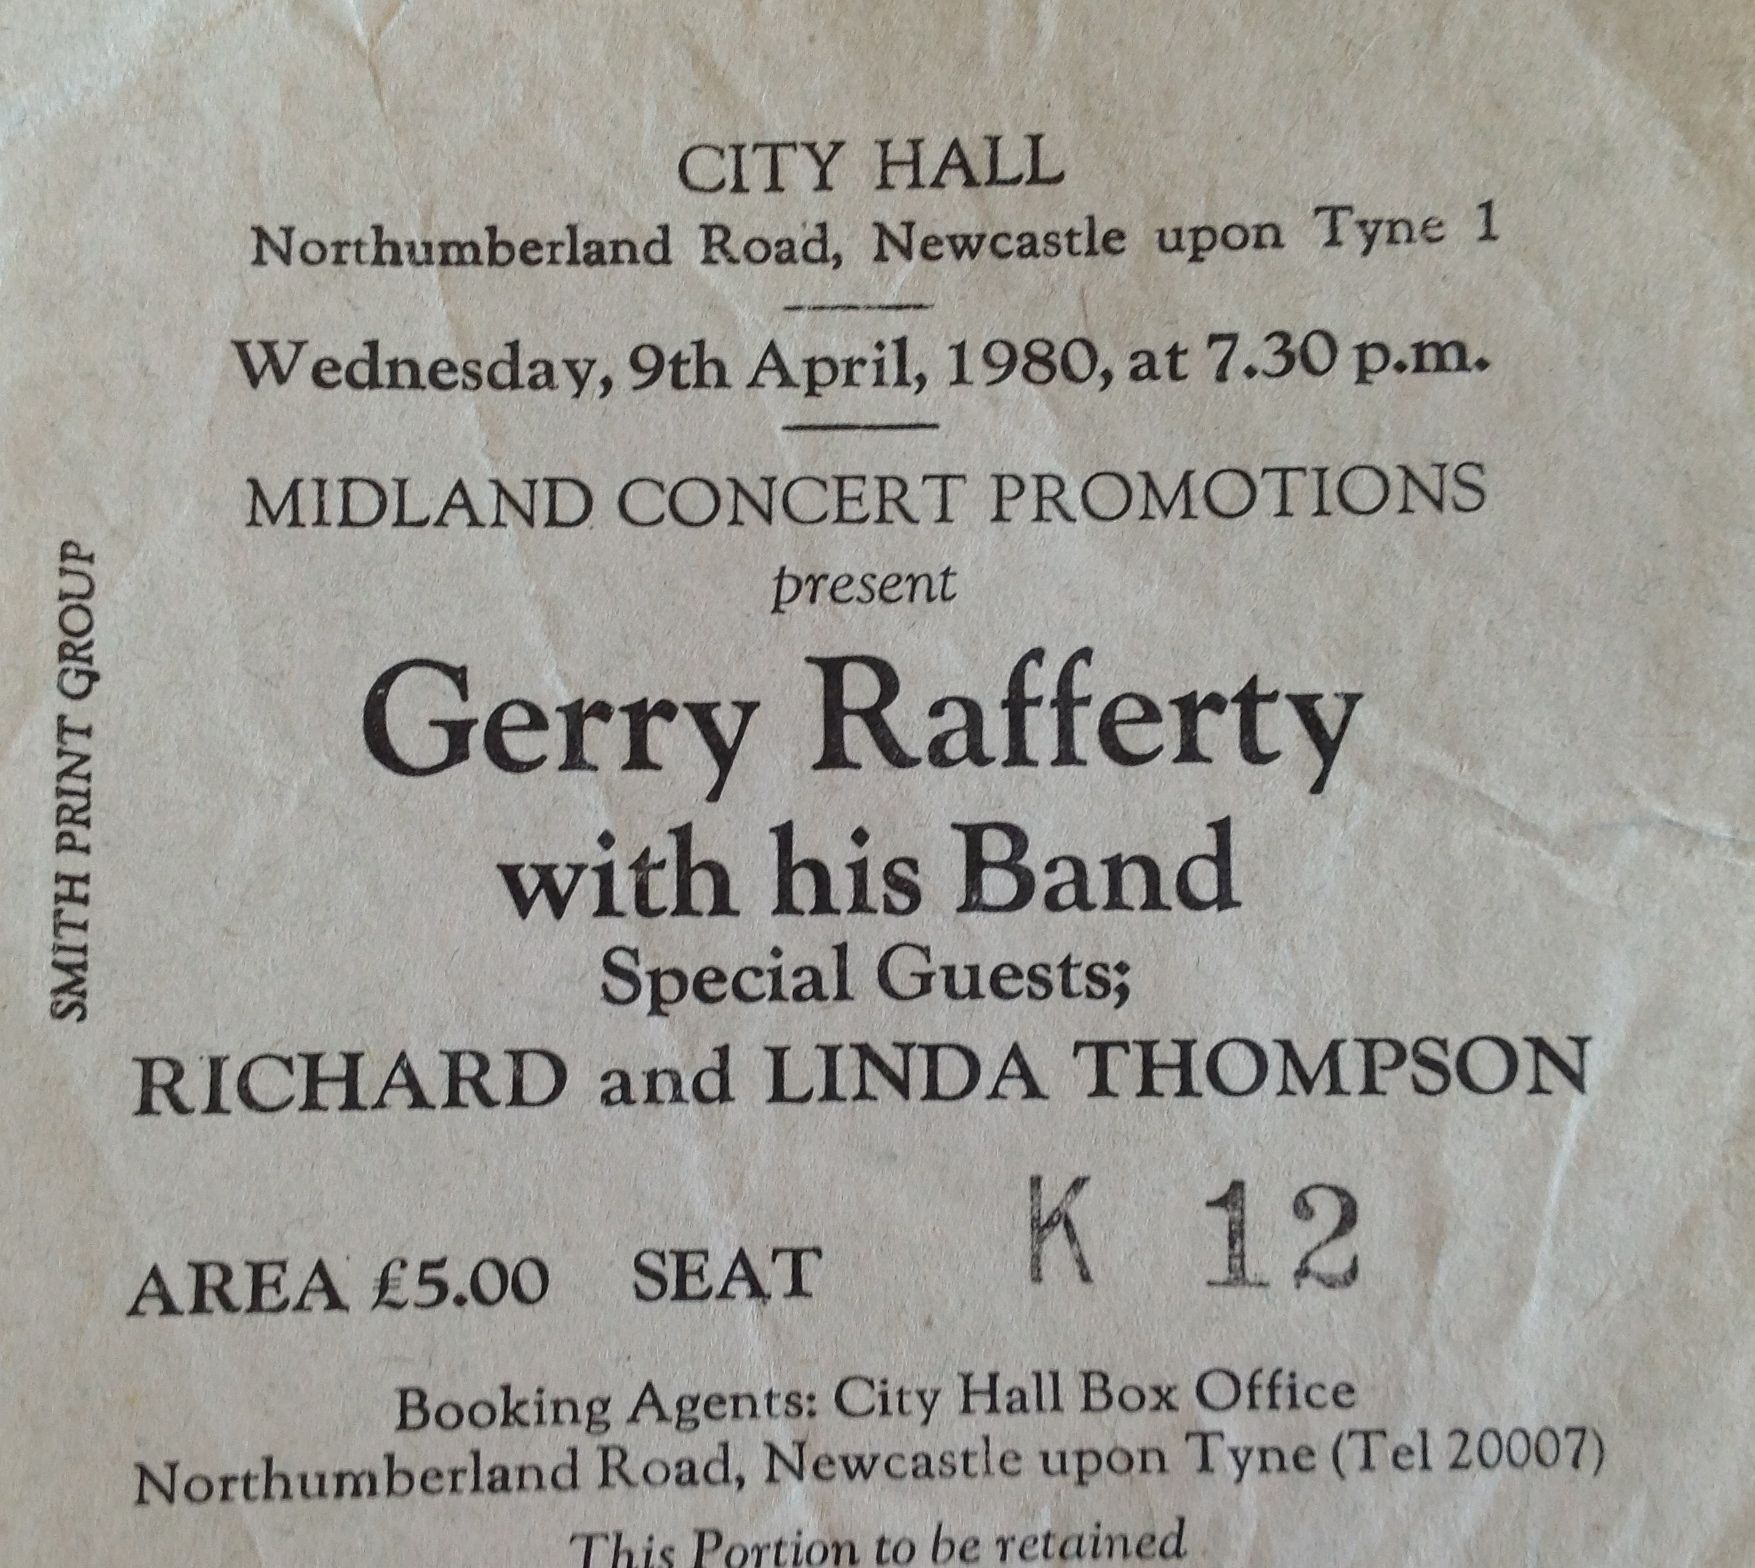 CITY HALL
Northumberland Road, Newcastle upon Tyne 1
Wednesday, 9th April, 1980, at 7.30 p.m.
MIDLAND CONCERT PROMOTIONS
present
Gerry Rafferty
with his Band
Special Guests;
RICHARD and LINDA THOMPSON
AREA £5.00 SEAT K 12
Booking Agents: City Hall Box Office
Northumberland Road, Newcastle upon Tyne (Tel 20007)
This Portion to be retained
SMITH PRINT GROUP